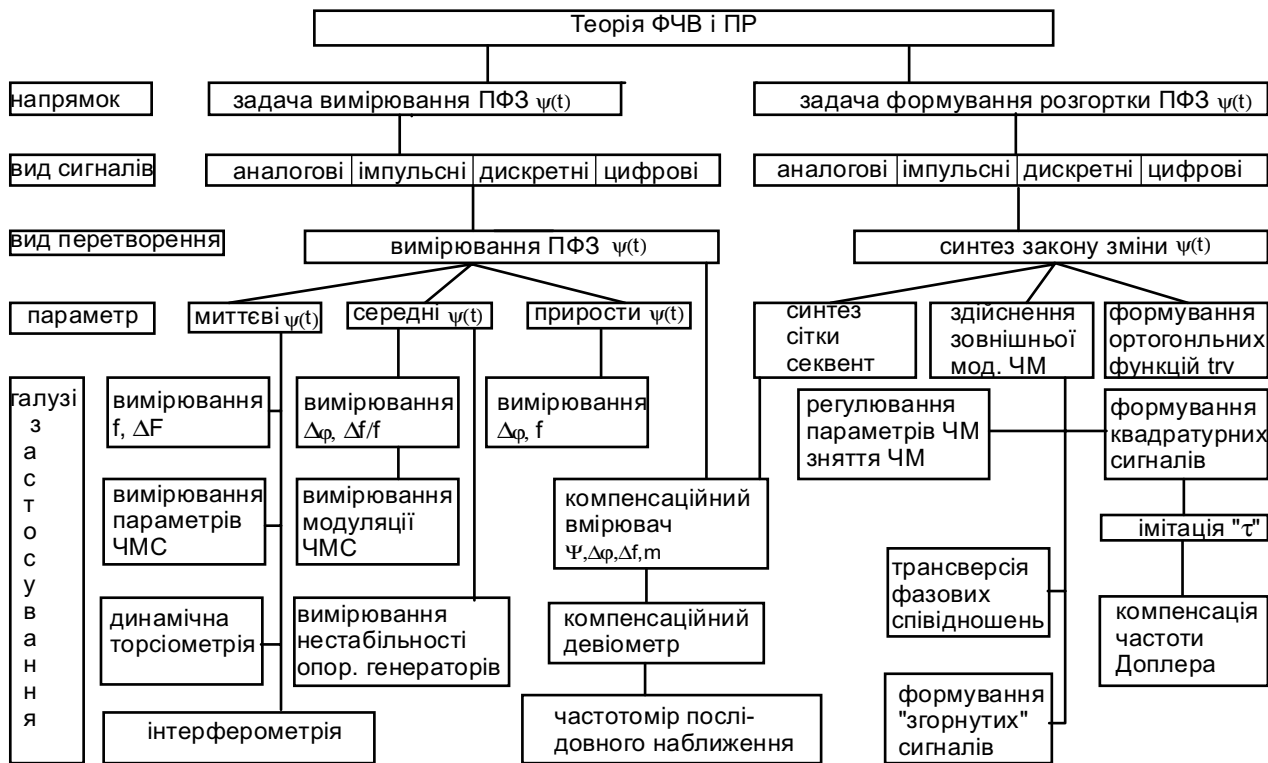 Теорія ФЧВ і ПР
напрямок
задача вимірювання ПФЗ ψ(t)
задача формування розгортки ПФЗ ψ(t)
вид сигналів
аналогові імпульсні дискретні цифрові
аналогові імпульсні дискретні цифрові
вид перетворення
вимірювання ПФЗ ψ(t)
синтез закону зміни ψ(t)
параметр
миттєві ψ(t)
середні ψ(t)
прирости ψ(t)
синтез
сітки
секвент
здійснення
зовнішньої
мод. ЧМ
формування
ортогонльних
функцій trv
галузі
з
а
с
т
о
с
у
в
а
н
н
я
вимірювання
f, ΔF
вимірювання
Δφ, Δf/f
вимірювання
Δφ, f
регулювання
параметрів ЧМ
зняття ЧМ
формування
квадратурних
сигналів
вимірювання
параметрів
ЧМС
вимірювання
модуляції
ЧМС
компенсаційний
вмірювач
Ψ,Δφ,Δf,m
імітація "τ"
трансверсія
фазових
співідношень
динамічна
торсіометрія
вимірювання
нестабільності
опор. генераторів
компенсаційний
девіометр
компенсація
частоти
Доплера
інтерферометрія
частотомір послі-
довного наближення
формування
"згорнутих"
сигналів